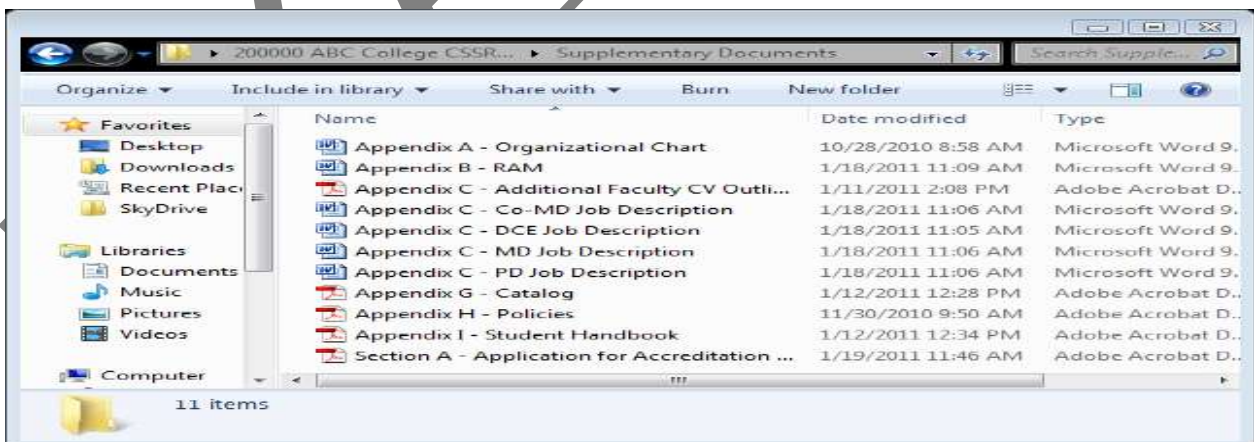 200000 ABC College CSSR... Supplementary Documents Search Supple...
Organize Include in library Share with Burn New folder
Name Date modified Type
Favorites
Desktop
Downloads
Recent Plac
SkyDrive
Libraries
Documents
Music
Pictures
Videos
Computer
Appendix A - Organizational Chart 10/28/2010 8:58 AM Microsoft Word 9.
Appendix B - RAM 1/18/2011 11:09 AM Microsoft Word 9.
Appendix C - Additional Faculty CV Outli... 1/11/2011 2:08 PM Adobe Acrobat D..
Appendix C - Co-MD Job Description 1/18/2011 11:06 AM Microsoft Word 9.
Appendix C - DCE Job Description 1/18/2011 11:05 AM Microsoft Word 9.
Appendix C - MD Job Description 1/18/2011 11:06 AM Microsoft Word 9.
Appendix C - PD Job Description 1/18/2011 11:06 AM Microsoft Word 9.
Appendix G - Catalog 1/12/2011 12:28 PM Adobe Acrobat D..
Appendix H - Policies 11/30/2010 9:50 AM Adobe Acrobat D..
Appendix I - Student Handbook 1/12/2011 12:34 PM Adobe Acrobat D..
Section A - Application for Accreditation ... 1/19/2011 11:46 AM Adobe Acrobat D..
11 items